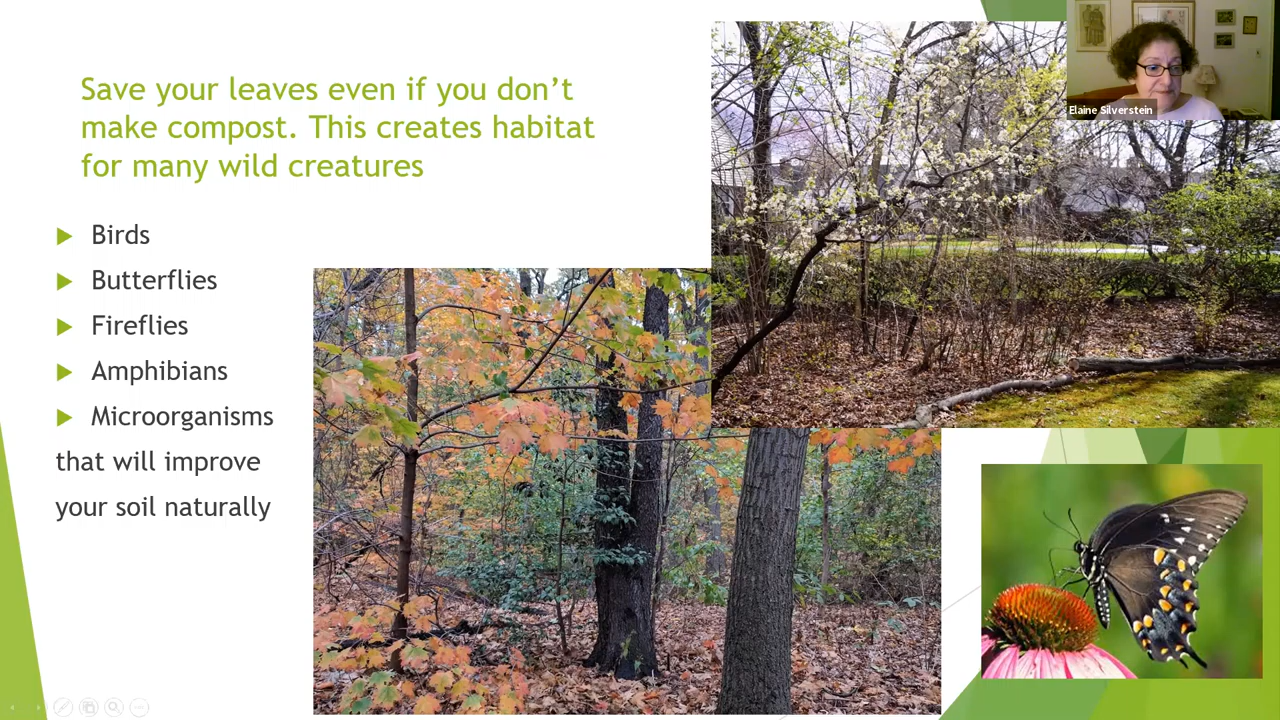 Save your leaves even if you don’t
make compost. This creates habitat
for many wild creatures
Birds
Butterflies
Fireflies
Amphibians
Microorganisms
that will improve
your soil naturally
Elaine Silverstein